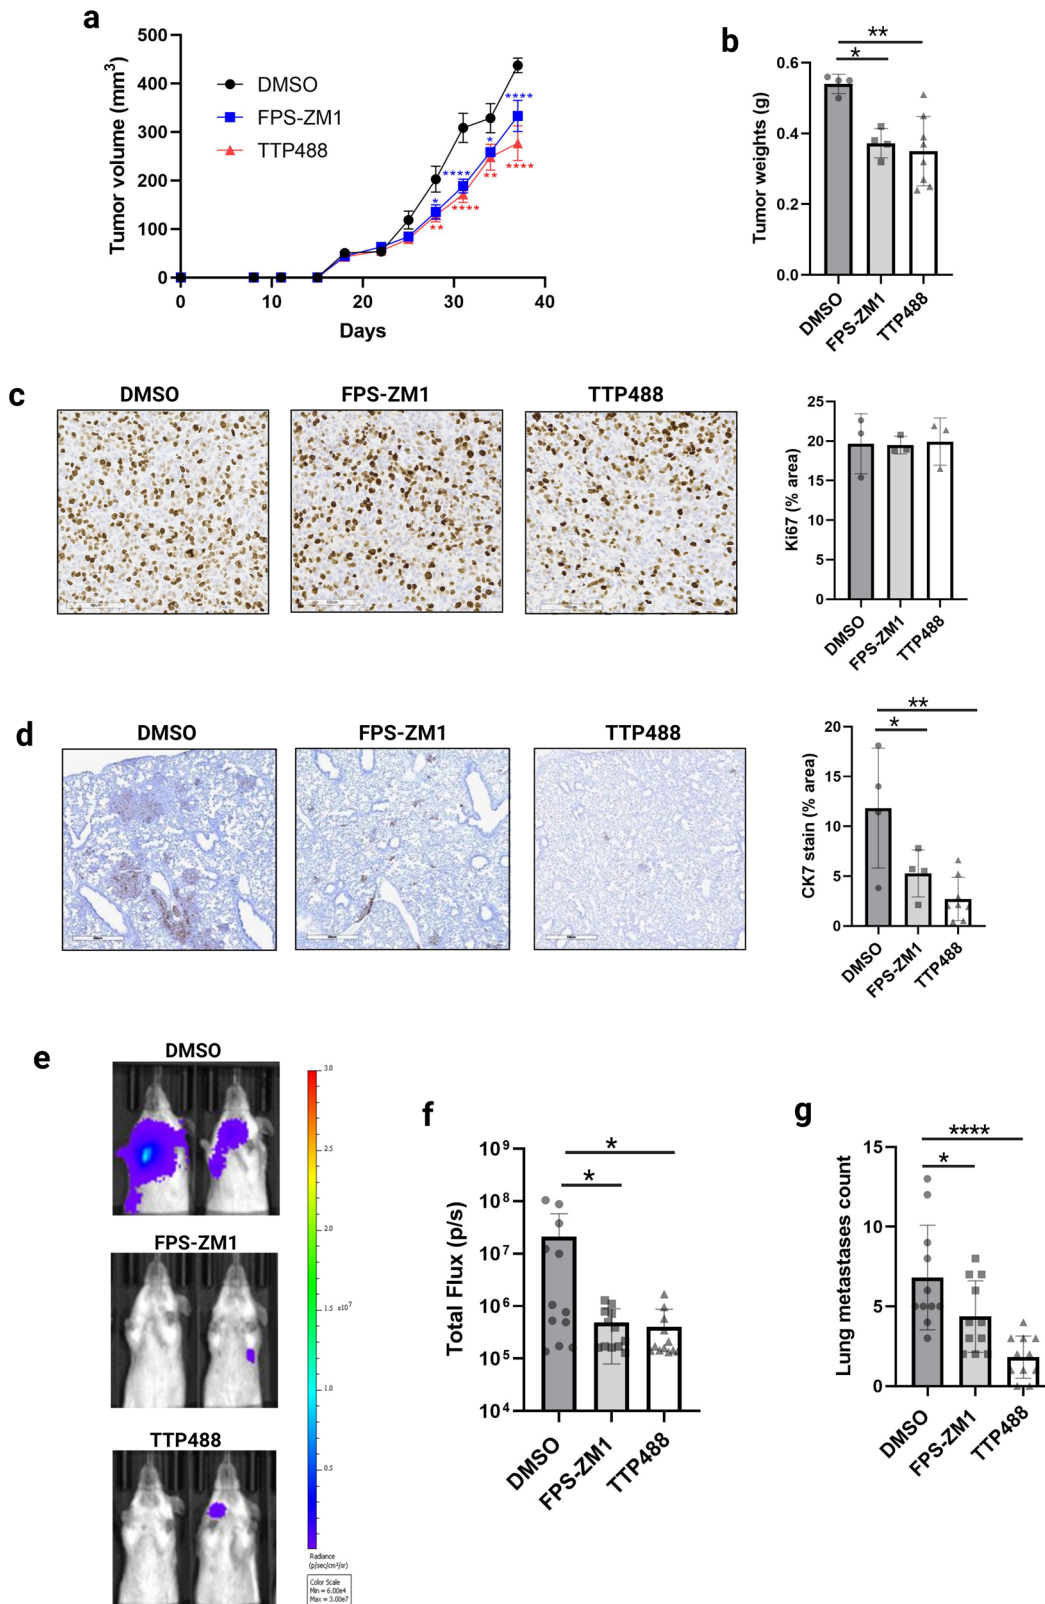 a
500
400
300
200
100
0
Tumor volume (mm3)
DMSO
FPS-ZM1
TTP488
****
****
*
****
*
**
****
**
0
10
20
30
40
Days
b
**
*
0.6
0.4
0.2
0.0
Tumor weights (g)
DMSO
FPS-ZM1
TTP488
c
DMSO
FPS-ZM1
TTP488
25
20
15
10
5
0
Ki67 (% area)
DMSO
FPS-ZM1
TTP488
d
DMSO
FPS-ZM1
TTP488
**
*
20
15
10
5
0
CK7 stain (% area)
DMSO
FPS-ZM1
TTP488
e
DMSO
FPS-ZM1
TTP488
3.0
2.5
2.0
1.5 x10⁷
1.0
0.5
Radiance
(p/sec/cm²/sr)
Color Scale
Min = 6.00e4
Max = 3.00e7
f
*
*
10⁹
10⁸
10⁷
10⁶
10⁵
10⁴
Total Flux (p/s)
DMSO
FPS-ZM1
TTP488
g
****
*
15
10
5
0
Lung metastases count
DMSO
FPS-ZM1
TTP488